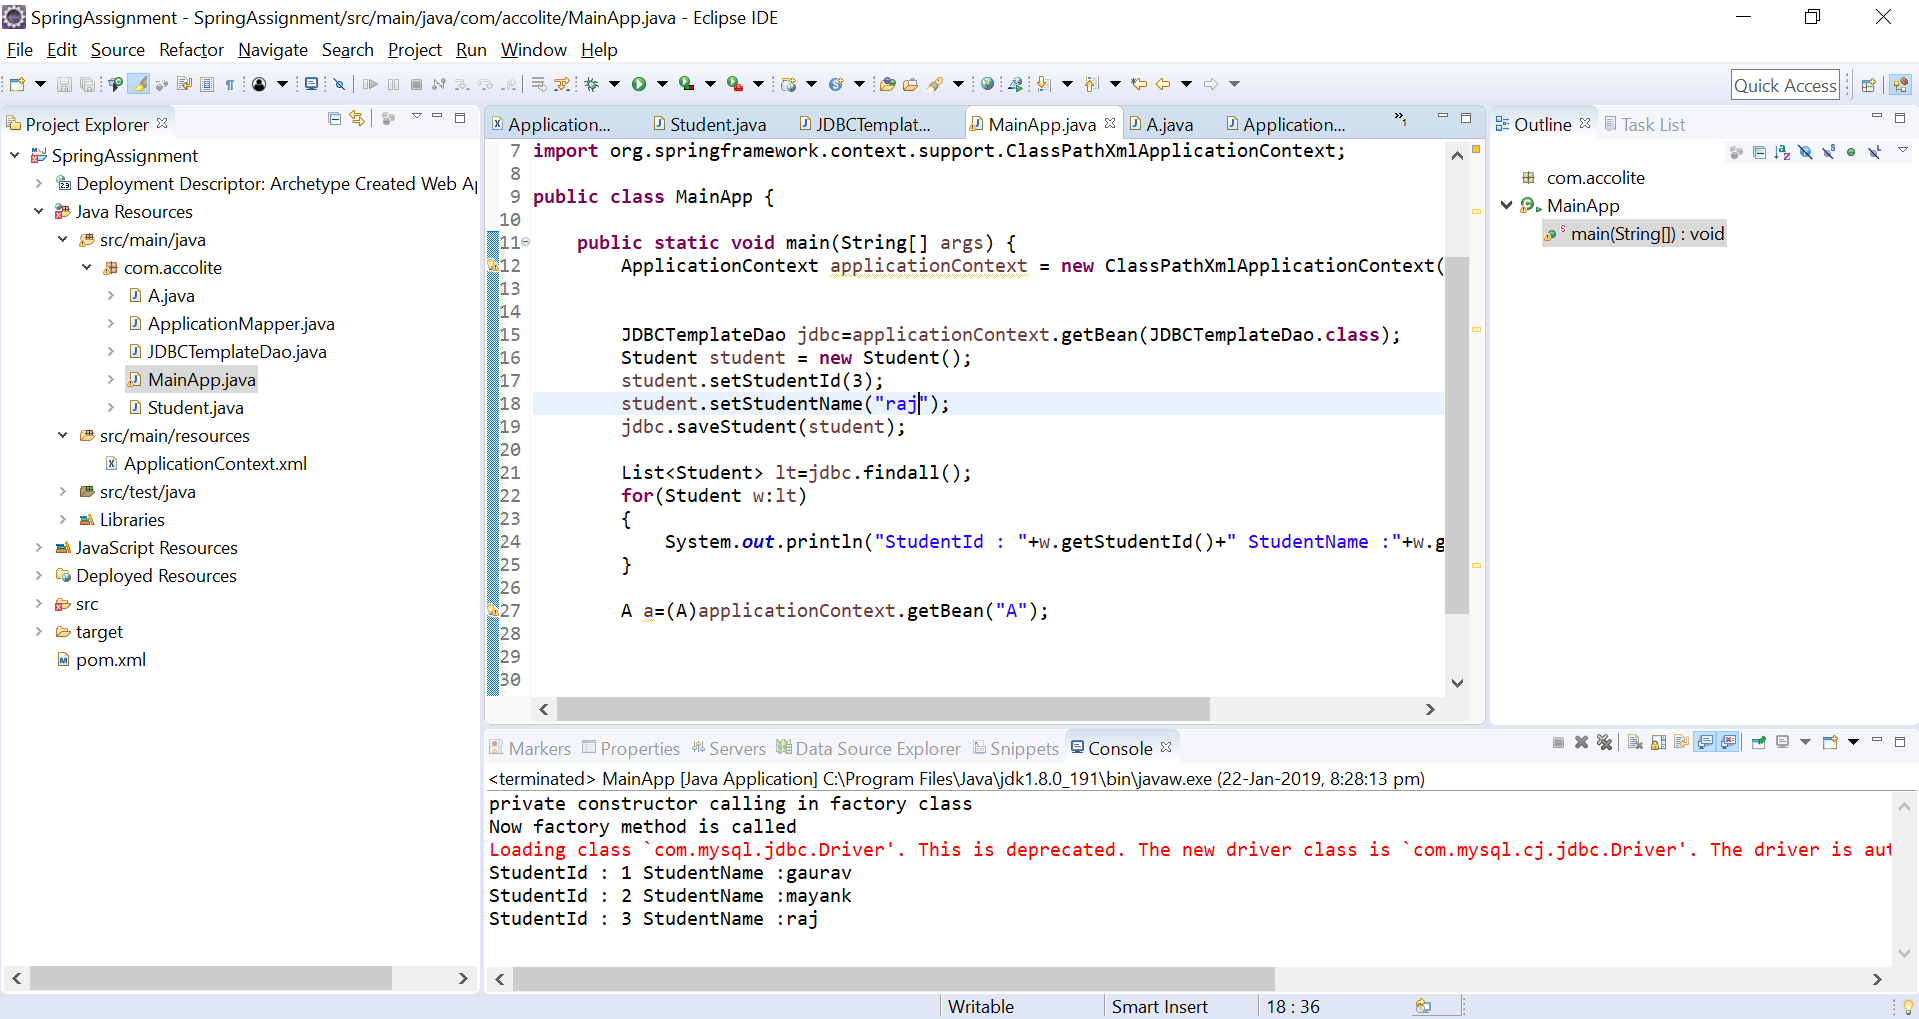 SpringAssignment - SpringAssignment/src/main/java/com/accolite/MainApp.java - Eclipse IDE
File Edit Source Refactor Navigate Search Project Run Window Help
Quick Access
Project Explorer
SpringAssignment
Deployment Descriptor: Archetype Created Web Ap
Java Resources
src/main/java
com.accolite
A.java
ApplicationMapper.java
JDBCTemplateDao.java
MainApp.java
Student.java
src/main/resources
ApplicationContext.xml
src/test/java
Libraries
JavaScript Resources
Deployed Resources
src
target
pom.xml
Application... Student.java JDBCTemplat... MainApp.java A.java Application... »1
7 import org.springframework.context.support.ClassPathXmlApplicationContext;
8
9 public class MainApp {
10
11 public static void main(String[] args) {
12 ApplicationContext applicationContext = new ClassPathXmlApplicationContext(
13
14
15 JDBCTemplateDao jdbc=applicationContext.getBean(JDBCTemplateDao.class);
16 Student student = new Student();
17 student.setStudentId(3);
18 student.setStudentName("raj");
19 jdbc.saveStudent(student);
20
21 List<Student> lt=jdbc.findall();
22 for(Student w:lt)
23 {
24 System.out.println("StudentId : "+w.getStudentId()+" StudentName :"+w.g
25 }
26
27 A a=(A)applicationContext.getBean("A");
28
29
30
Outline Task List
com.accolite
MainApp
main(String[]) : void
Markers Properties Servers Data Source Explorer Snippets Console
<terminated> MainApp [Java Application] C:\Program Files\Java\jdk1.8.0_191\bin\javaw.exe (22-Jan-2019, 8:28:13 pm)
private constructor calling in factory class
Now factory method is called
Loading class `com.mysql.jdbc.Driver'. This is deprecated. The new driver class is `com.mysql.cj.jdbc.Driver'. The driver is aut
StudentId : 1 StudentName :gaurav
StudentId : 2 StudentName :mayank
StudentId : 3 StudentName :raj
Writable Smart Insert 18 : 36